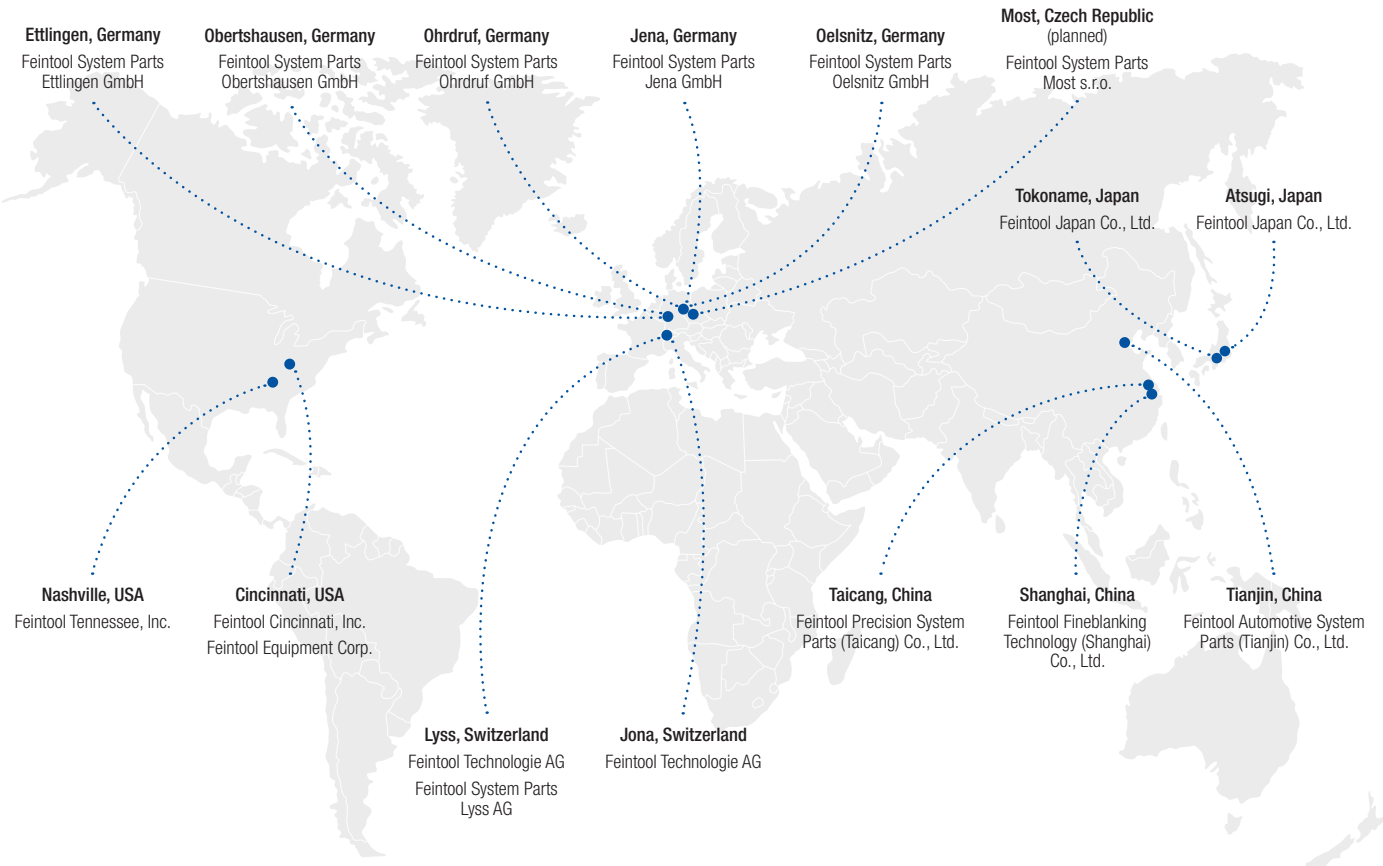 Ettlingen, Germany
Feintool System Parts
Ettlingen GmbH
Obertshausen, Germany
Feintool System Parts
Obertshausen GmbH
Ohrdruf, Germany
Feintool System Parts
Ohrdruf GmbH
Jena, Germany
Feintool System Parts
Jena GmbH
Oelsnitz, Germany
Feintool System Parts
Oelsnitz GmbH
Most, Czech Republic
(planned)
Feintool System Parts
Most s.r.o.
Tokoname, Japan
Feintool Japan Co., Ltd.
Atsugi, Japan
Feintool Japan Co., Ltd.
Nashville, USA
Feintool Tennessee, Inc.
Cincinnati, USA
Feintool Cincinnati, Inc.
Feintool Equipment Corp.
Taicang, China
Feintool Precision System
Parts (Taicang) Co., Ltd.
Shanghai, China
Feintool Fineblanking
Technology (Shanghai)
Co., Ltd.
Tianjin, China
Feintool Automotive System
Parts (Tianjin) Co., Ltd.
Lyss, Switzerland
Feintool Technologie AG
Feintool System Parts
Lyss AG
Jona, Switzerland
Feintool Technologie AG